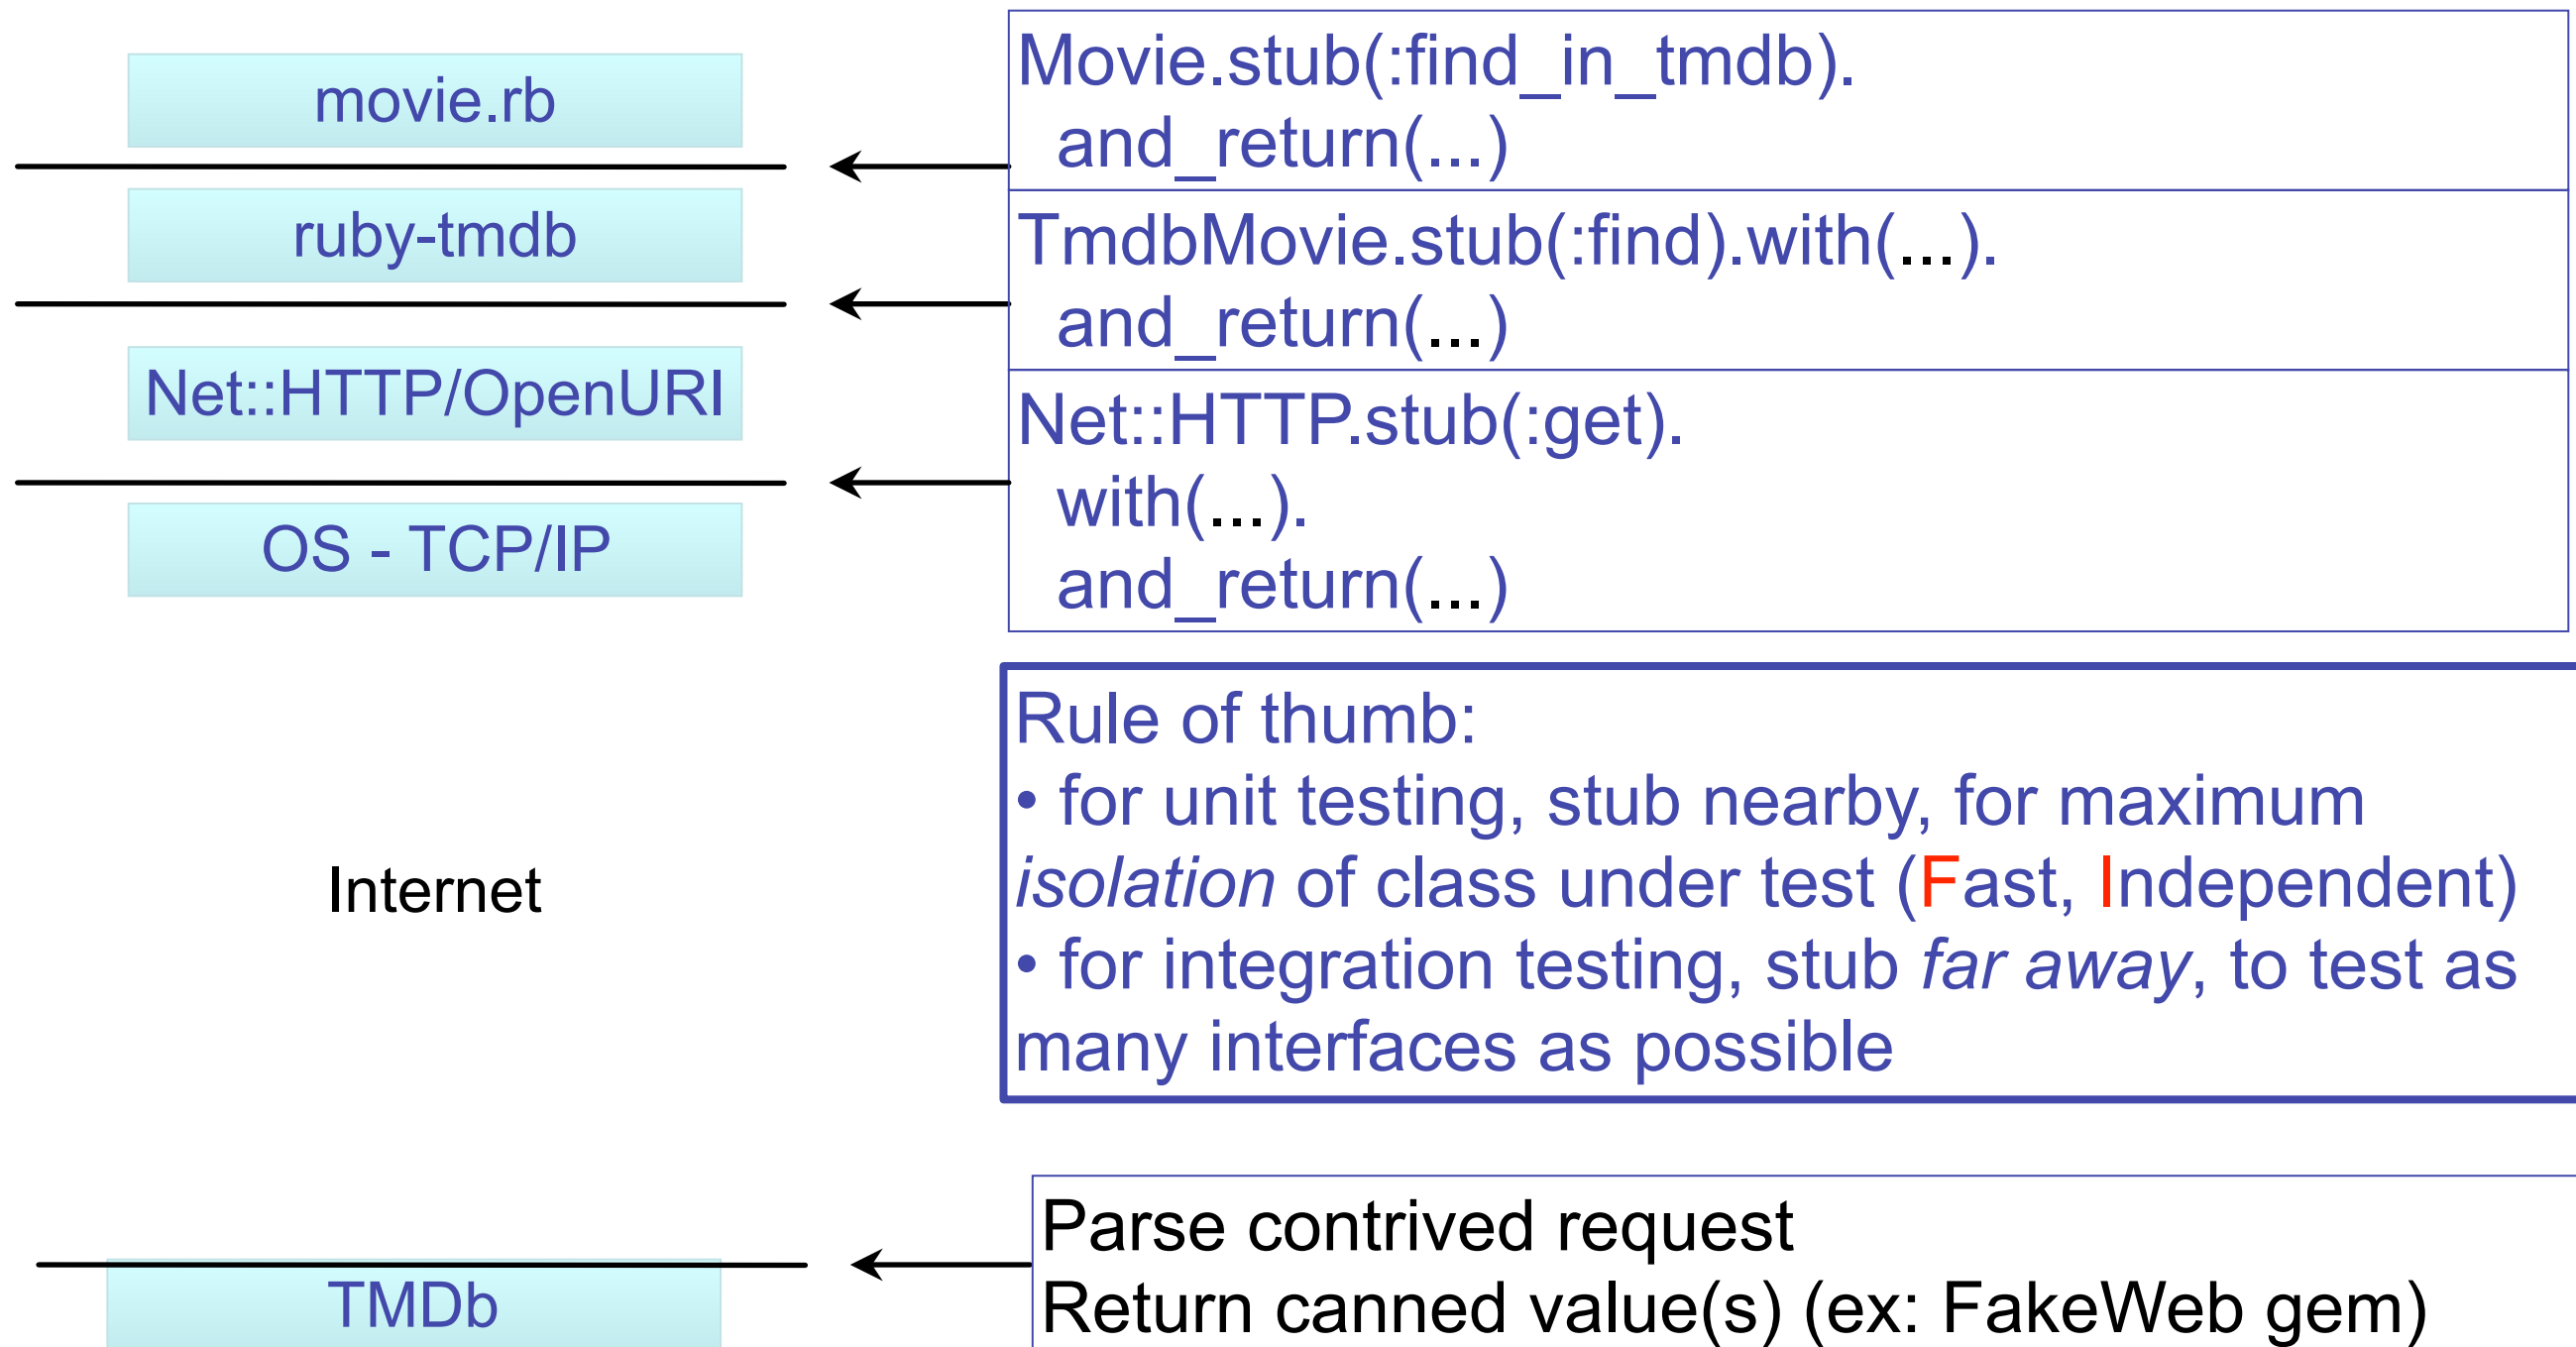 movie.rb
ruby-tmdb
Net::HTTP/OpenURI
OS - TCP/IP
Internet
TMDb
Movie.stub(:find_in_tmdb).
and_return(...)
TmdbMovie.stub(:find).with(...).
and_return(...)
Net::HTTP.stub(:get).
with(...).
and_return(...)
Rule of thumb:
• for unit testing, stub nearby, for maximum
isolation of class under test (Fast, Independent)
• for integration testing, stub far away, to test as
many interfaces as possible
Parse contrived request
Return canned value(s) (ex: FakeWeb gem)